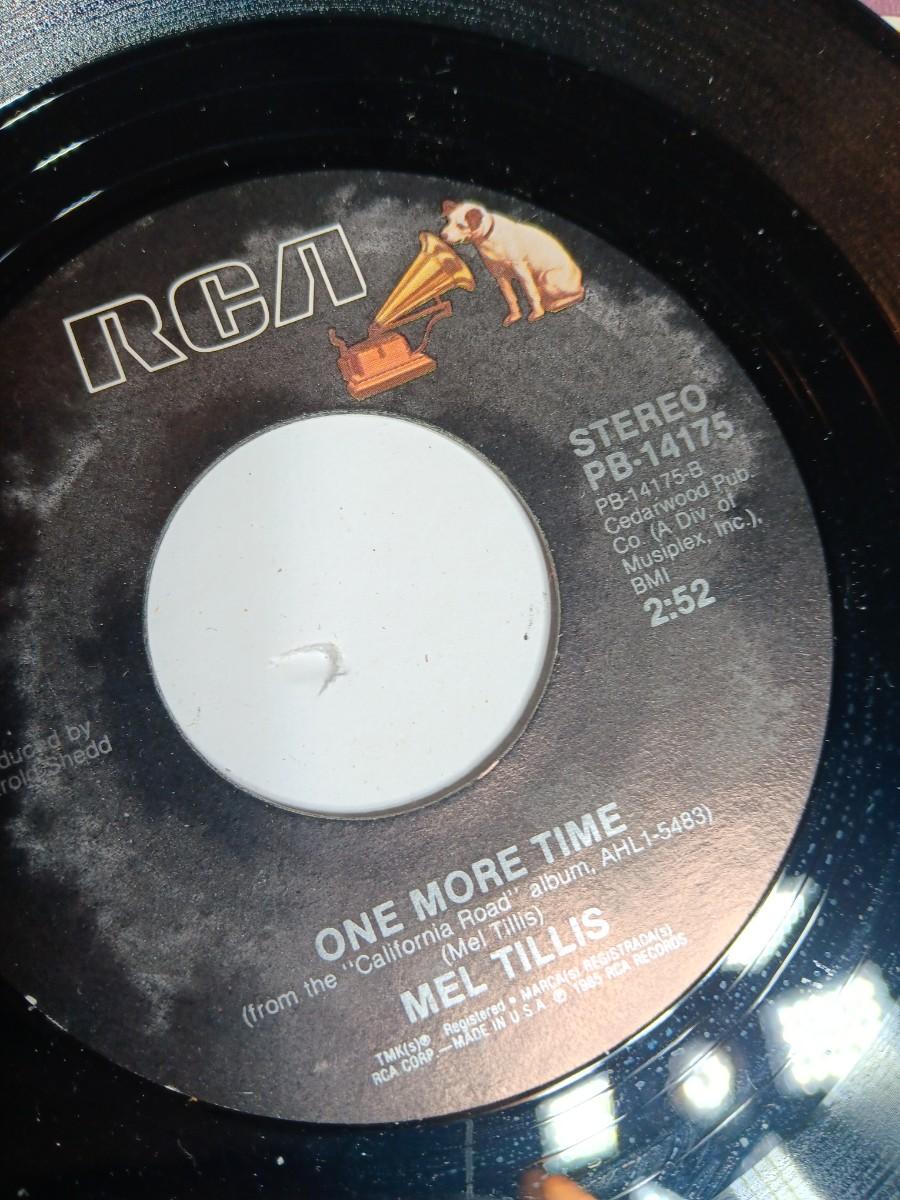 RCA
STEREO
PB-14175
PB-14175-B
Cedarwood Pub.
Co. (A Div. of
Musiplex, Inc.),
BMI
2:52
duced by
rold Shedd
ONE MORE TIME
(from the "California Road" album, AHL1-5483)
(Mel Tillis)
MEL TILLIS
TMK(s)® Registered • MARCA(s) REGISTRADA(s)
RCA CORP.—MADE IN U.S.A. ℗ 1985 RCA RECORDS